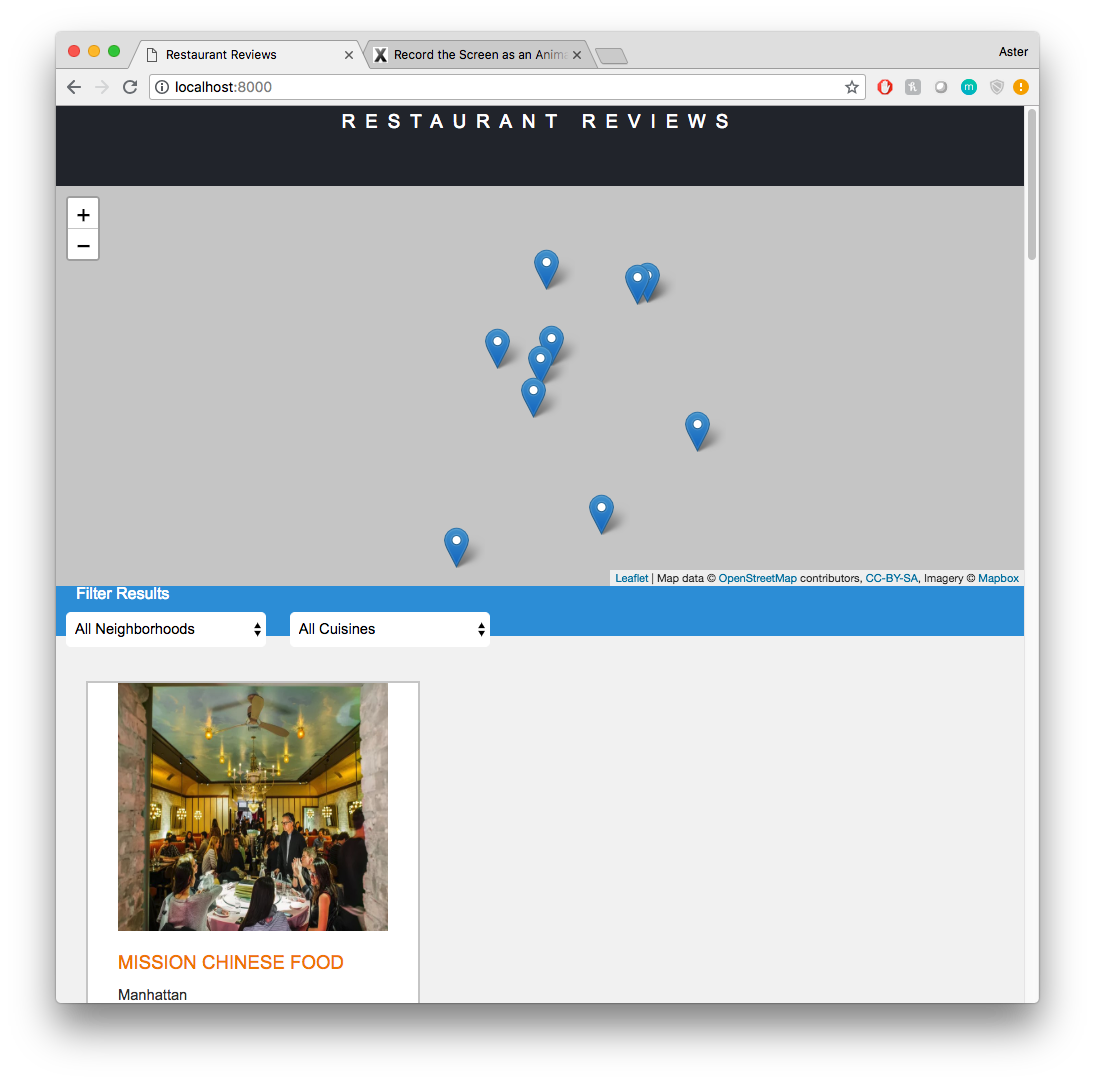 Restaurant Reviews
Record the Screen as an Anima
Aster
localhost:8000
RESTAURANT REVIEWS
+
−
Leaflet | Map data © OpenStreetMap contributors, CC-BY-SA, Imagery © Mapbox
Filter Results
All Neighborhoods
All Cuisines
MISSION CHINESE FOOD
Manhattan